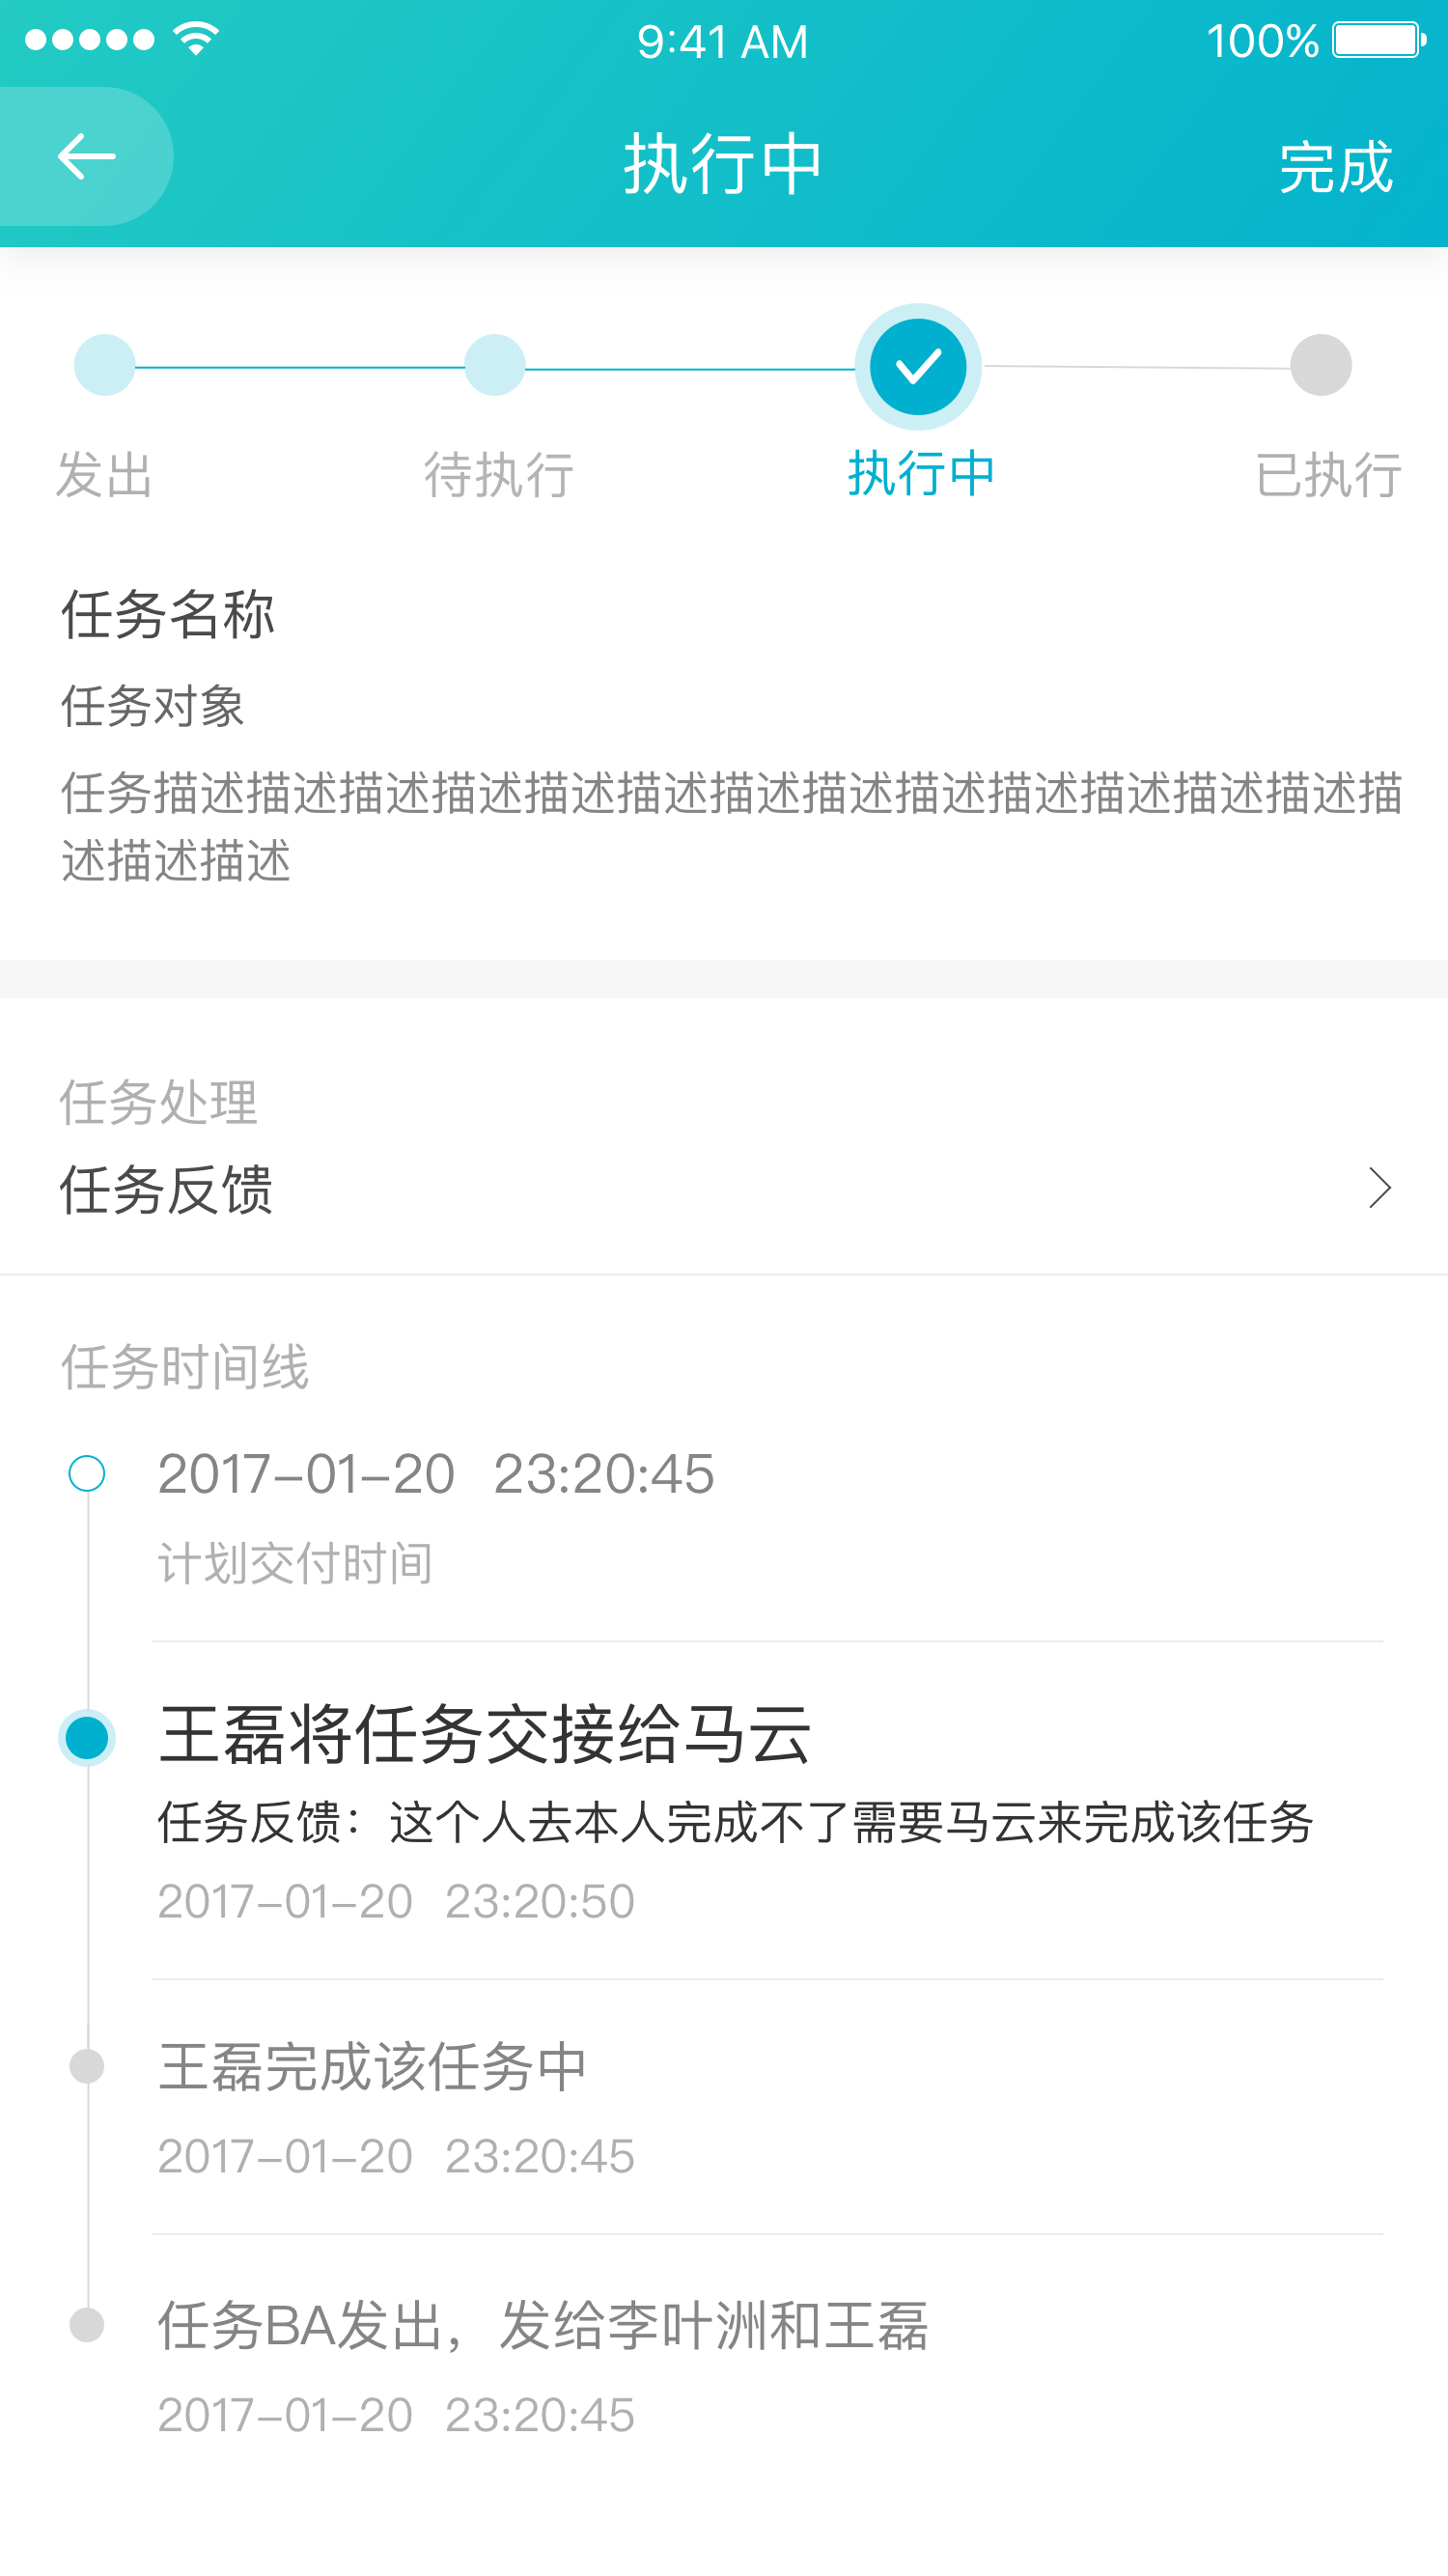 9:41 AM
100%
执行中
完成
发出
待执行
执行中
已执行
任务名称
任务对象
任务描述描述描述描述描述描述描述描述描述描述描述描述描述描
述描述描述
任务处理
任务反馈
任务时间线
2017-01-20 23:20:45
计划交付时间
王磊将任务交接给马云
任务反馈：这个人去本人完成不了需要马云来完成该任务
2017-01-20 23:20:50
王磊完成该任务中
2017-01-20 23:20:45
任务BA发出，发给李叶洲和王磊
2017-01-20 23:20:45